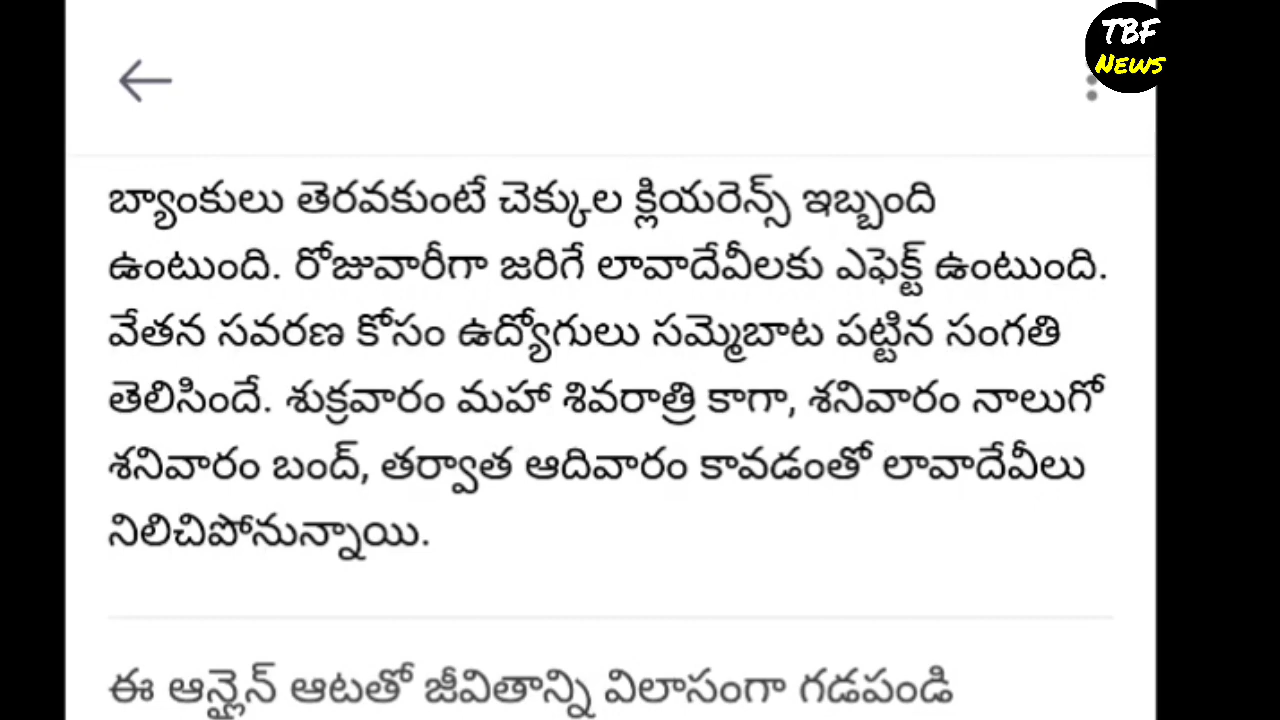 TBF
NEWS
బ్యాంకులు తెరవకుంటే చెక్కుల క్లియరెన్స్ ఇబ్బంది
ఉంటుంది. రోజువారీగా జరిగే లావాదేవీలకు ఎఫెక్ట్ ఉంటుంది.
వేతన సవరణ కోసం ఉద్యోగులు సమ్మెబాట పట్టిన సంగతి
తెలిసిందే. శుక్రవారం మహా శివరాత్రి కాగా, శనివారం నాలుగో
శనివారం బంద్, తర్వాత ఆదివారం కావడంతో లావాదేవీలు
నిలిచిపోనున్నాయి.
ఈ ఆన్లైన్ ఆటతో జీవితాన్ని విలాసంగా గడపండి